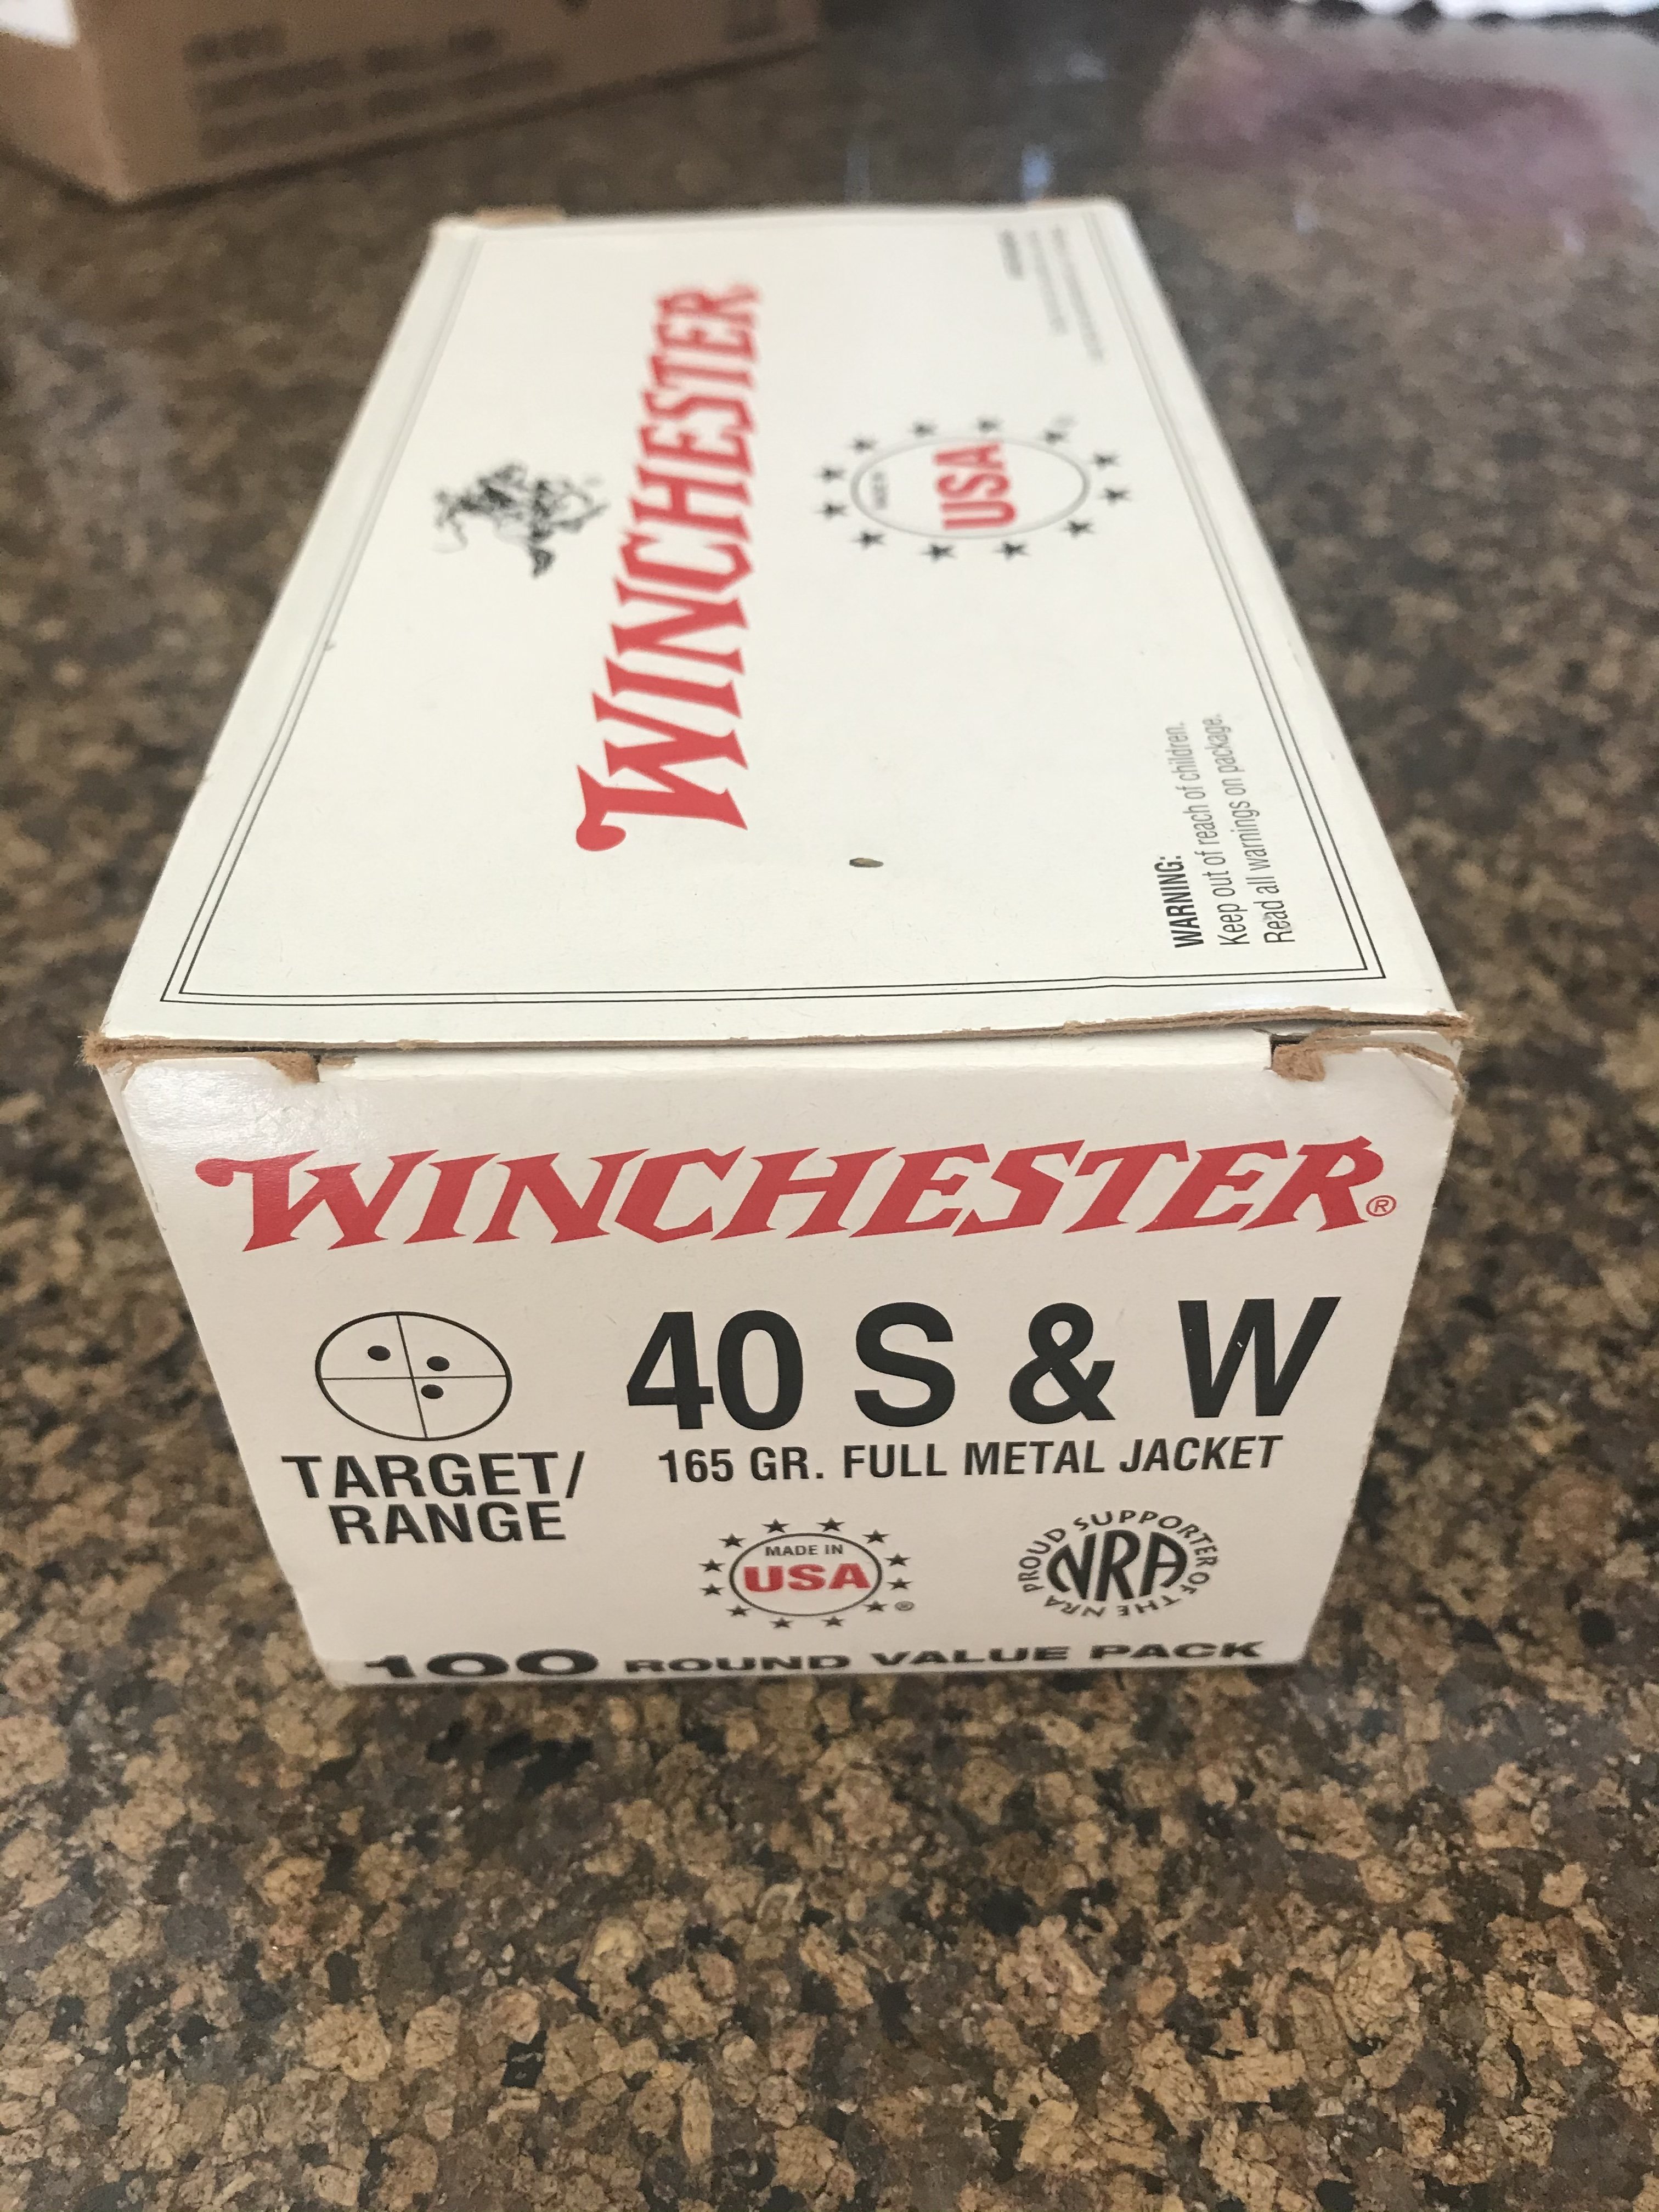 WINCHESTER
USA
WARNING:
Keep out of reach of children.
Read all warnings on package.
WINCHESTER®
40 S & W
165 GR. FULL METAL JACKET
TARGET/
RANGE
MADE IN
USA
®
PROUD SUPPORTER OF THE NRA
NRA
100 ROUND VALUE PACK